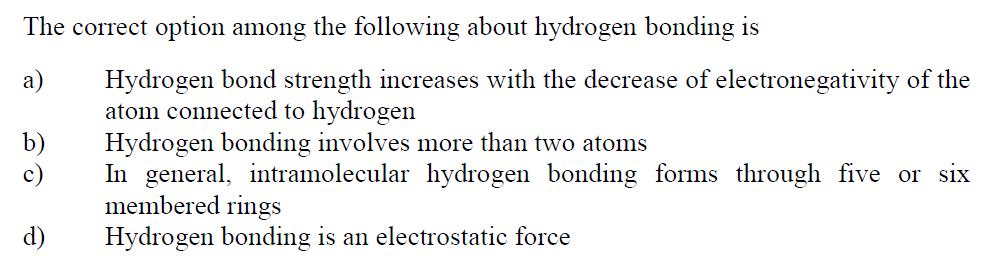 The correct option among the following about hydrogen bonding is
a) Hydrogen bond strength increases with the decrease of electronegativity of the
atom connected to hydrogen
b) Hydrogen bonding involves more than two atoms
c) In general, intramolecular hydrogen bonding forms through five or six
membered rings
d) Hydrogen bonding is an electrostatic force